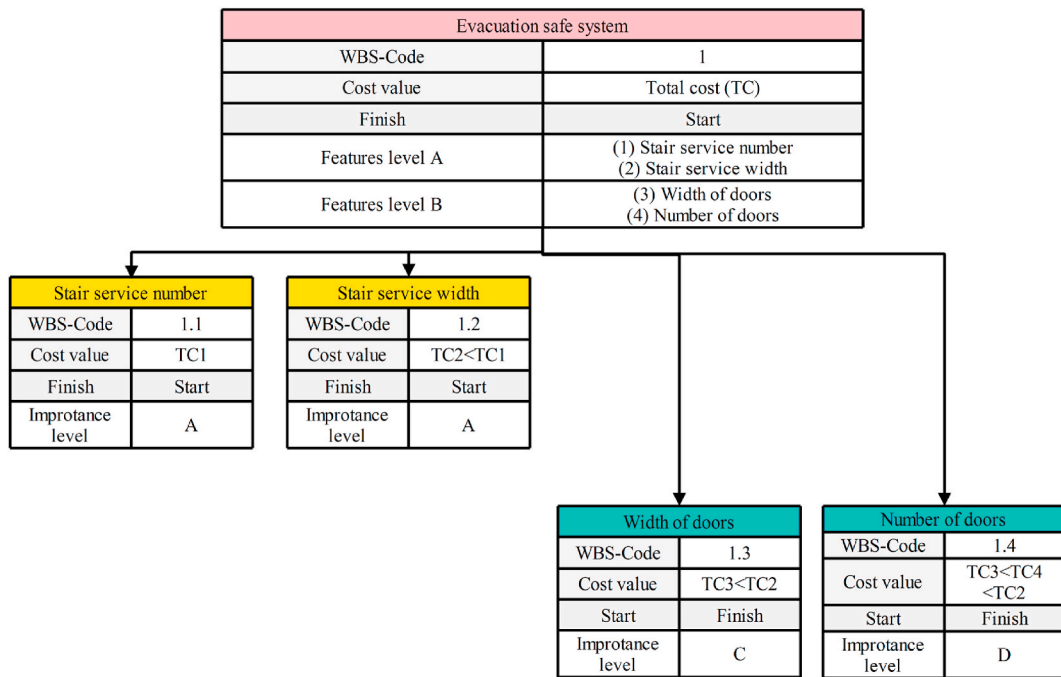 Evacuation safe system
WBS-Code 1
Cost value Total cost (TC)
Finish Start
Features level A (1) Stair service number
(2) Stair service width
Features level B (3) Width of doors
(4) Number of doors
Stair service number
WBS-Code 1.1
Cost value TC1
Finish Start
Improtance
level A
Stair service width
WBS-Code 1.2
Cost value TC2<TC1
Finish Start
Improtance
level A
Width of doors
WBS-Code 1.3
Cost value TC3<TC2
Start Finish
Improtance
level C
Number of doors
WBS-Code 1.4
Cost value TC3<TC4
<TC2
Start Finish
Improtance
level D